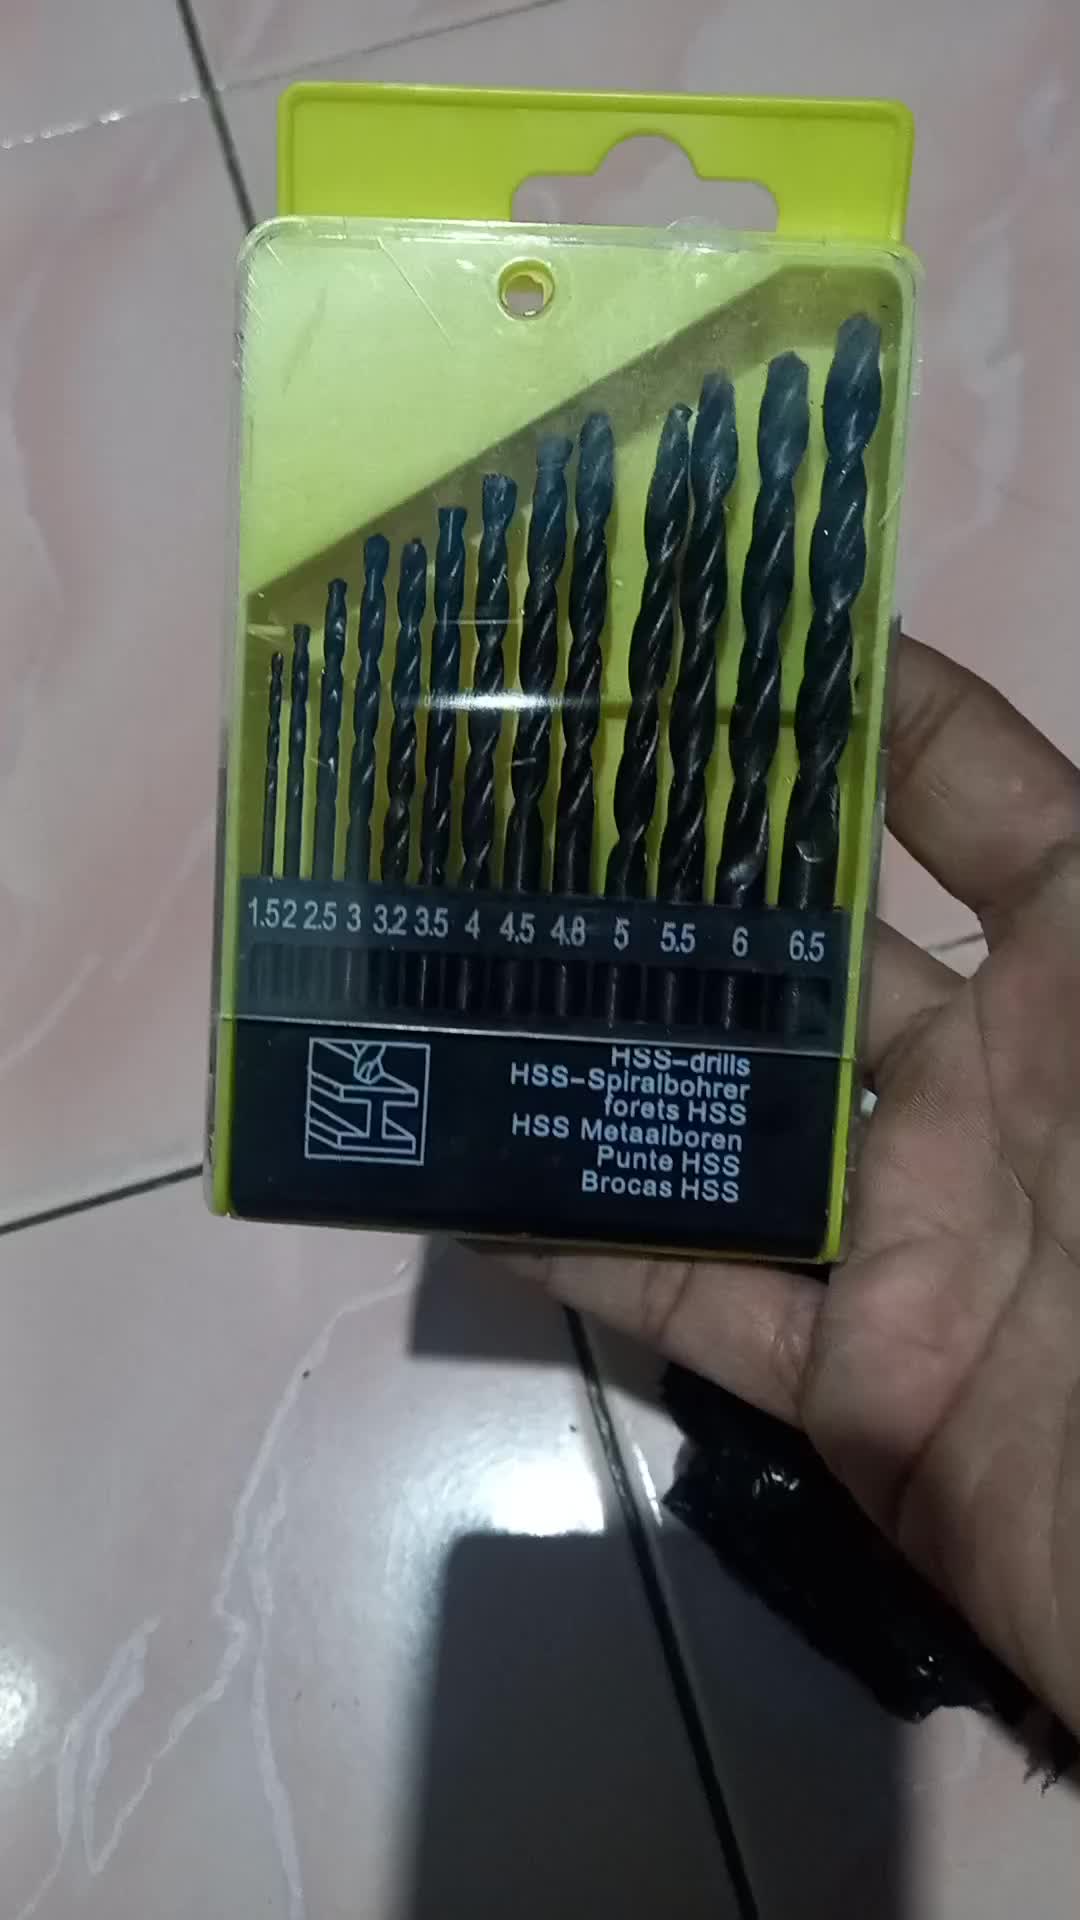 1.5 2 2.5 3 3.2 3.5 4 4.5 4.8 5 5.5 6 6.5
HSS-drills
HSS-Spiralbohrer
forets HSS
HSS Metaalboren
Punte HSS
Brocas HSS